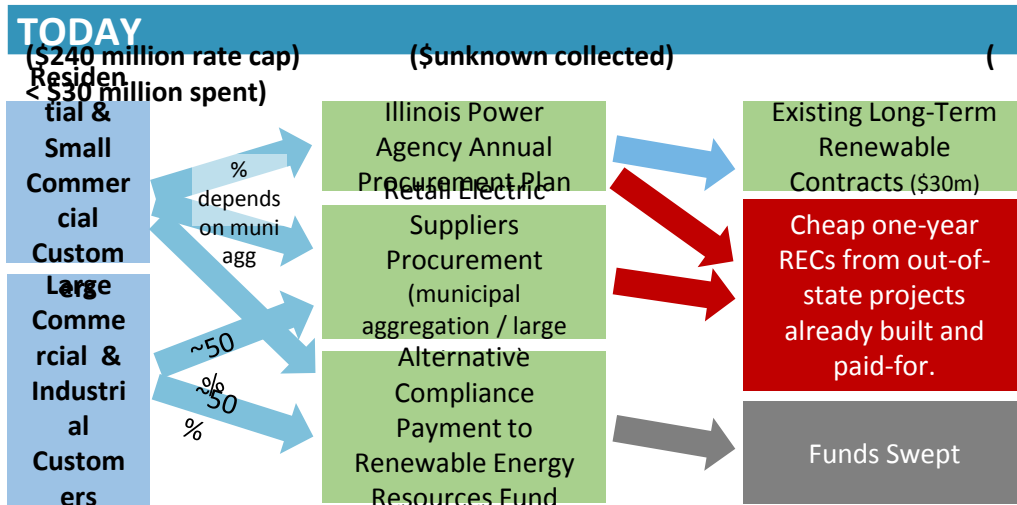 TODAY
($240 million rate cap) ($unknown collected) (
< $30 million spent)
Residen
tial &
Small
Commer
cial
Custom
ers
Large
Comme
rcial &
Industri
al
Custom
ers
%
depends
on muni
agg
~50
%
~50
%
Illinois Power
Agency Annual
Procurement Plan
Retail Electric
Suppliers
Procurement
(municipal
aggregation / large
Alternative
Compliance
Payment to
Renewable Energy
Resources Fund
Existing Long-Term
Renewable
Contracts ($30m)
Cheap one-year
RECs from out-of-
state projects
already built and
paid-for.
Funds Swept